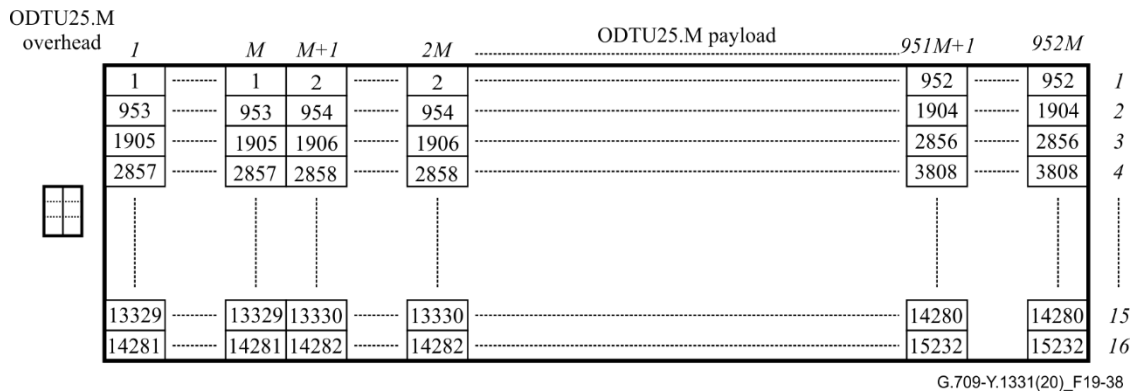 ODTU25.M
overhead 1 M M+1 2M ODTU25.M payload 951M+1 952M
1 1 2 2 952 952 1
953 953 954 954 1904 1904 2
1905 1905 1906 1906 2856 2856 3
2857 2857 2858 2858 3808 3808 4
13329 13329 13330 13330 14280 14280 15
14281 14281 14282 14282 15232 15232 16
G.709-Y.1331(20)_F19-38